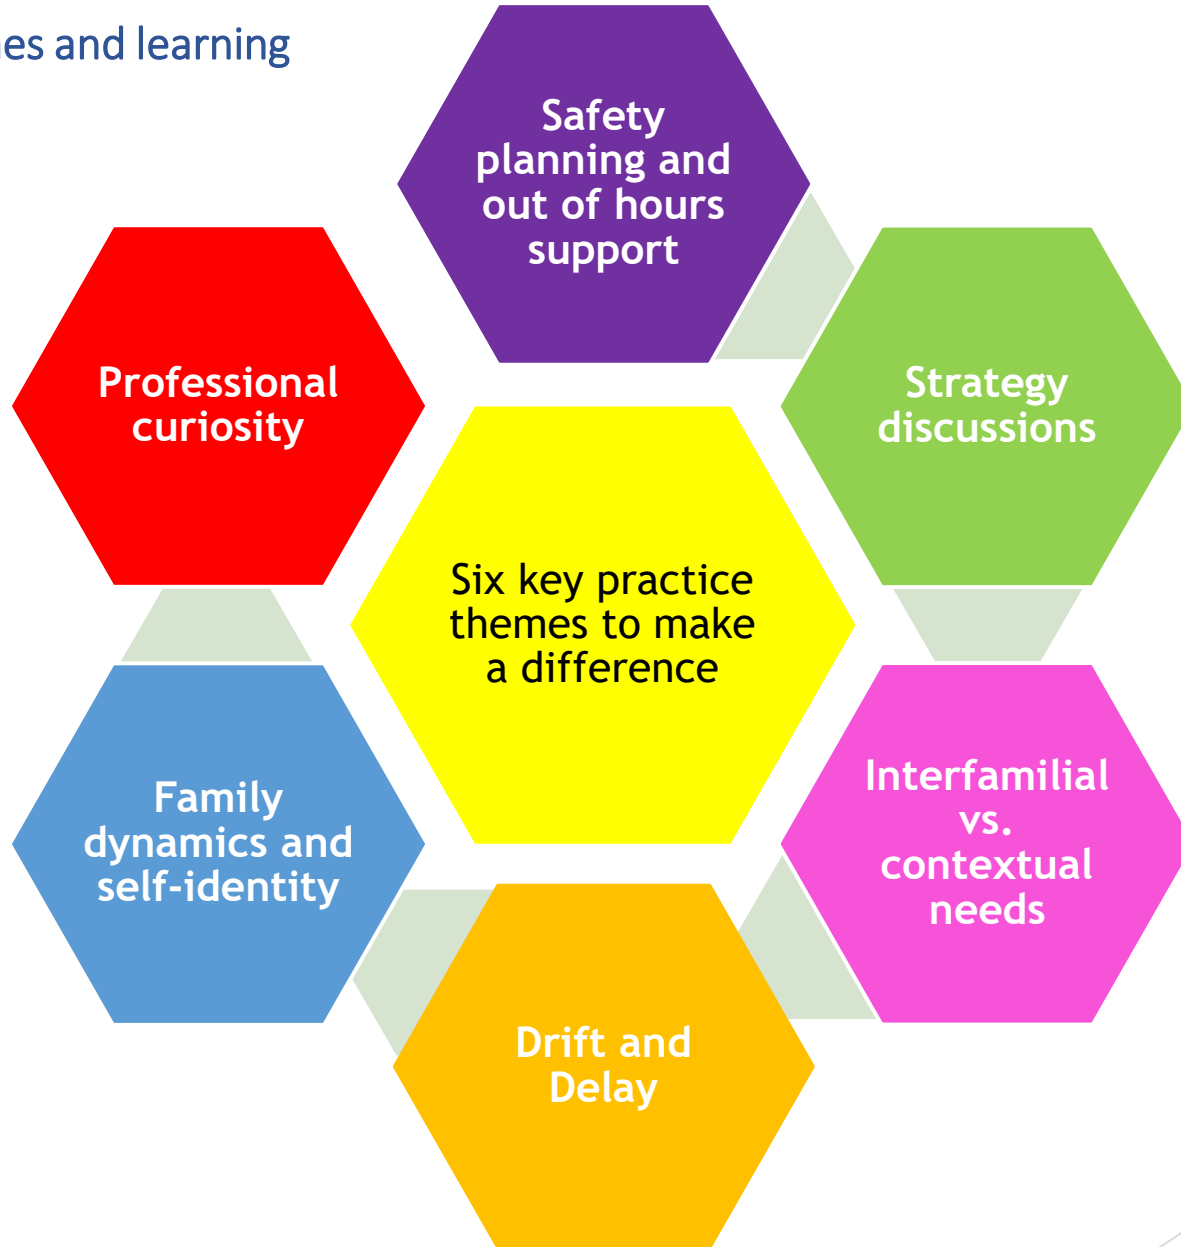 and learning
Safety
planning and
out of hours
support
Professional
curiosity
Strategy
discussions
Six key practice
themes to make
a difference
Family
dynamics and
self-identity
Interfamilial
vs.
contextual
needs
Drift and
Delay